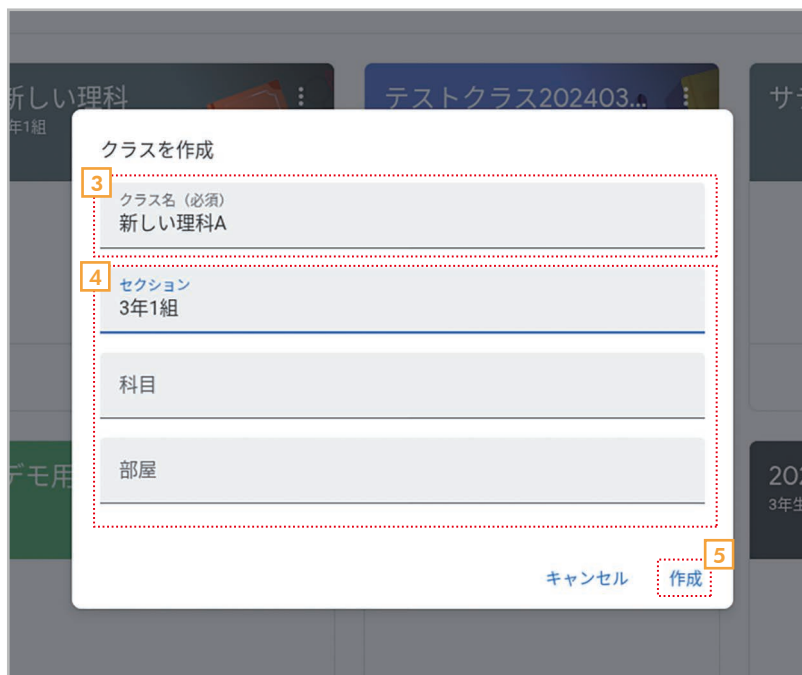 新しい理科
年1組
テストクラス202403...
サ
クラスを作成
3
クラス名（必須）
新しい理科A
4
セクション
3年1組
科目
部屋
デモ用
202
3年生
キャンセル
作成
5